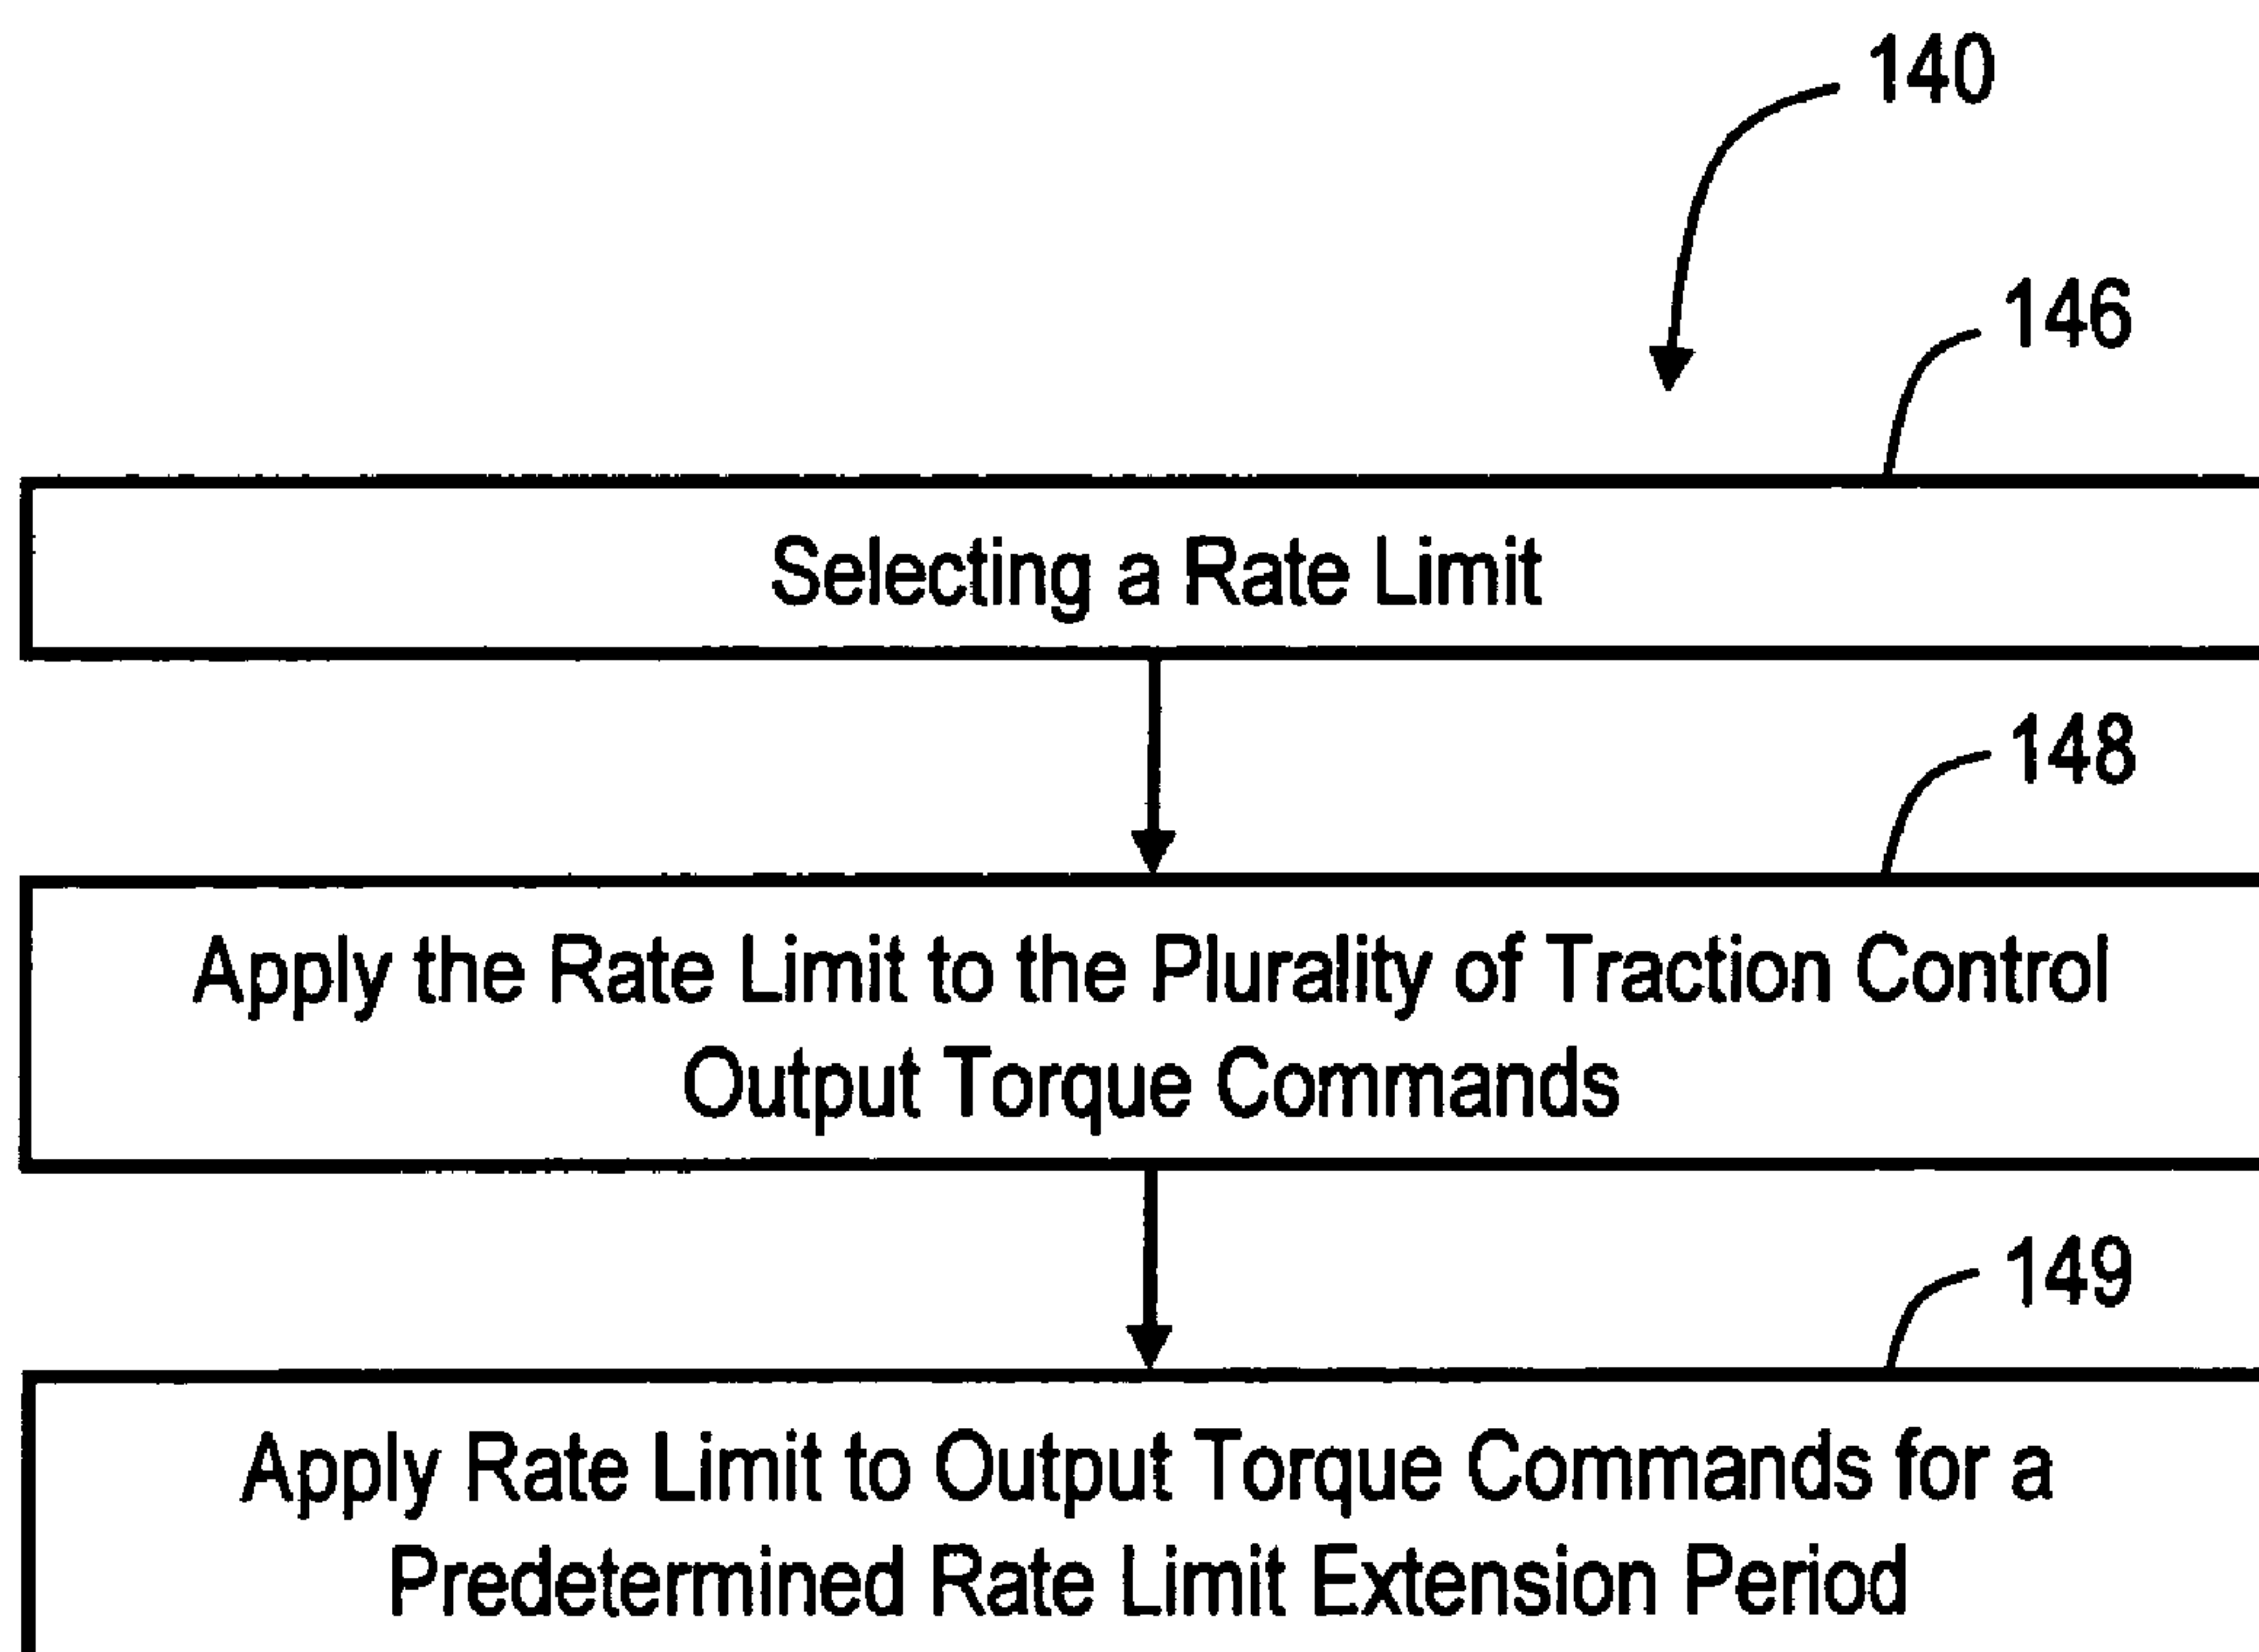 140
146
Selecting a Rate Limit
148
Apply the Rate Limit to the Plurality of Traction Control
Output Torque Commands
149
Apply Rate Limit to Output Torque Commands for a
Predetermined Rate Limit Extension Period